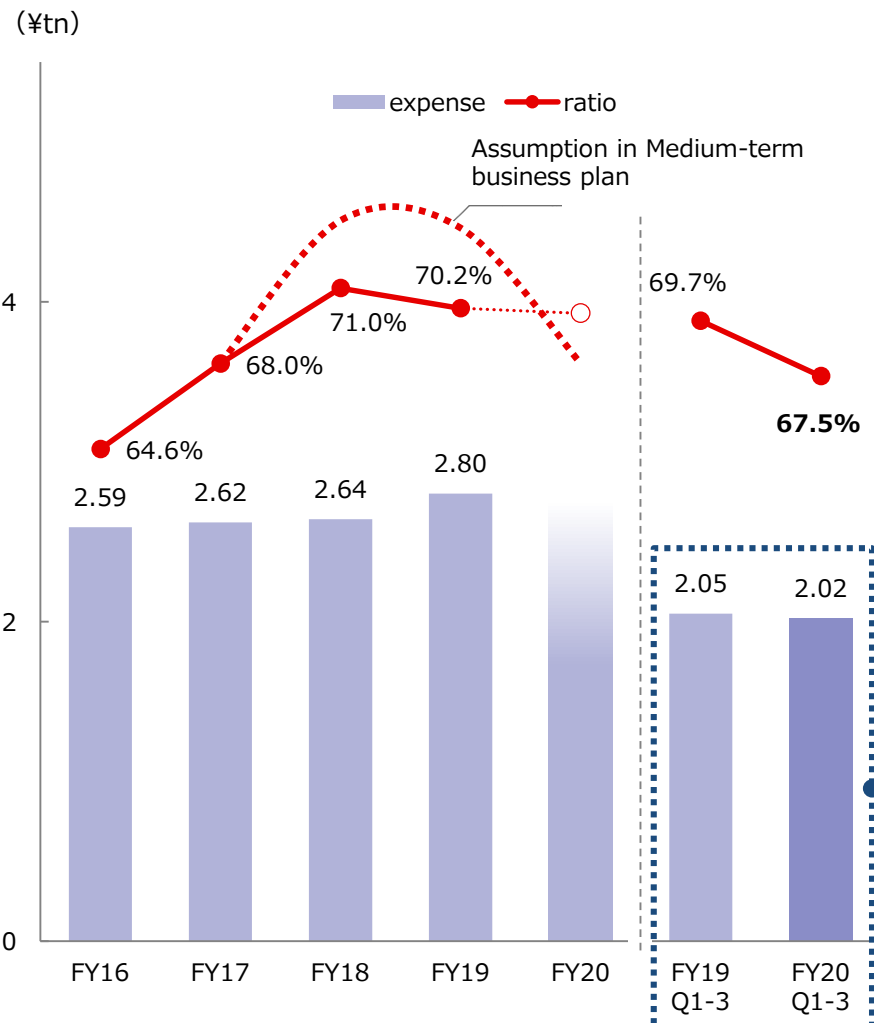 （¥tn）
expense
ratio
Assumption in Medium-term
business plan
70.2%
69.7%
4
71.0%
68.0%
67.5%
64.6%
2.80
2.59
2.62
2.64
2.05
2.02
2
0
FY16
FY17
FY18
FY19
FY20
FY19
Q1-3
FY20
Q1-3